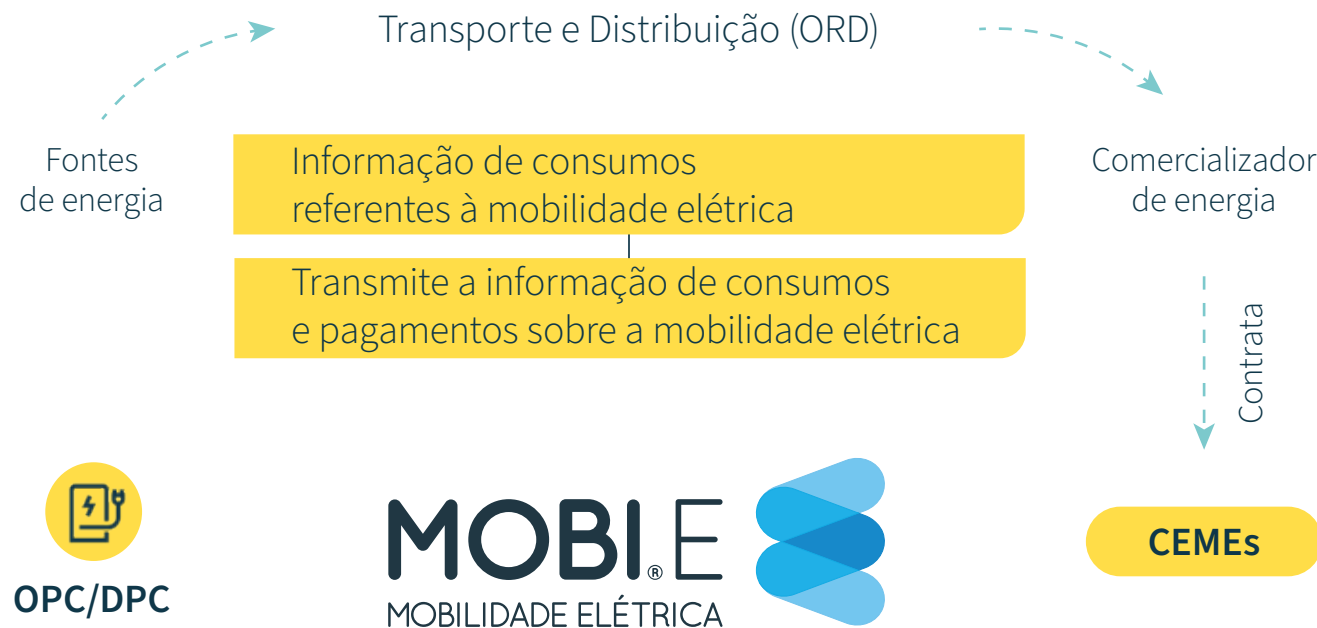 Transporte e Distribuição (ORD)
Fontes
de energia
Informação de consumos
referentes à mobilidade elétrica
Transmite a informação de consumos
e pagamentos sobre a mobilidade elétrica
Comercializador
de energia
Contrata
OPC/DPC
MOBI.E®
MOBILIDADE ELÉTRICA
CEMEs